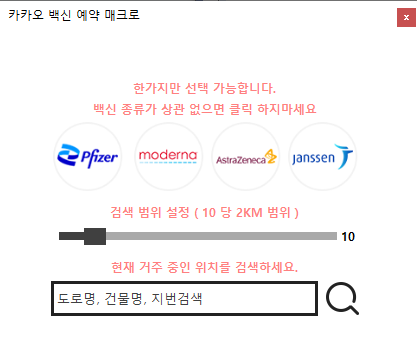 카카오 백신 예약 매크로
x
한가지만 선택 가능합니다.
백신 종류가 상관 없으면 클릭 하지마세요
Pfizer
moderna
AstraZeneca
janssen
검색 범위 설정 ( 10 당 2KM 범위 )
10
현재 거주 중인 위치를 검색하세요.
도로명, 건물명, 지번검색